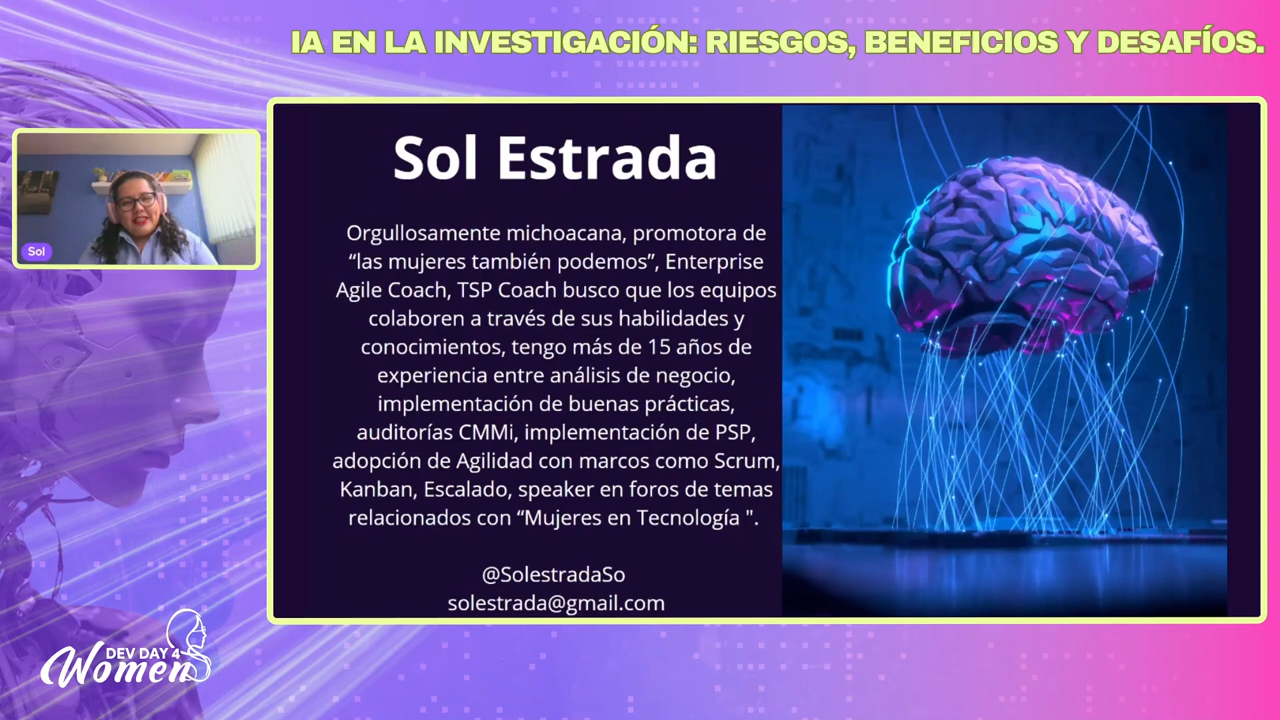 IA EN LA INVESTIGACIÓN: RIESGOS, BENEFICIOS Y DESAFÍOS.
Sol
Sol Estrada
Orgullosamente michoacana, promotora de
“las mujeres también podemos”, Enterprise
Agile Coach, TSP Coach busco que los equipos
colaboren a través de sus habilidades y
conocimientos, tengo más de 15 años de
experiencia entre análisis de negocio,
implementación de buenas prácticas,
auditorías CMMi, implementación de PSP,
adopción de Agilidad con marcos como Scrum,
Kanban, Escalado, speaker en foros de temas
relacionados con “Mujeres en Tecnología ".
@SolestradaSo
solestrada@gmail.com
DEV DAY 4
Women